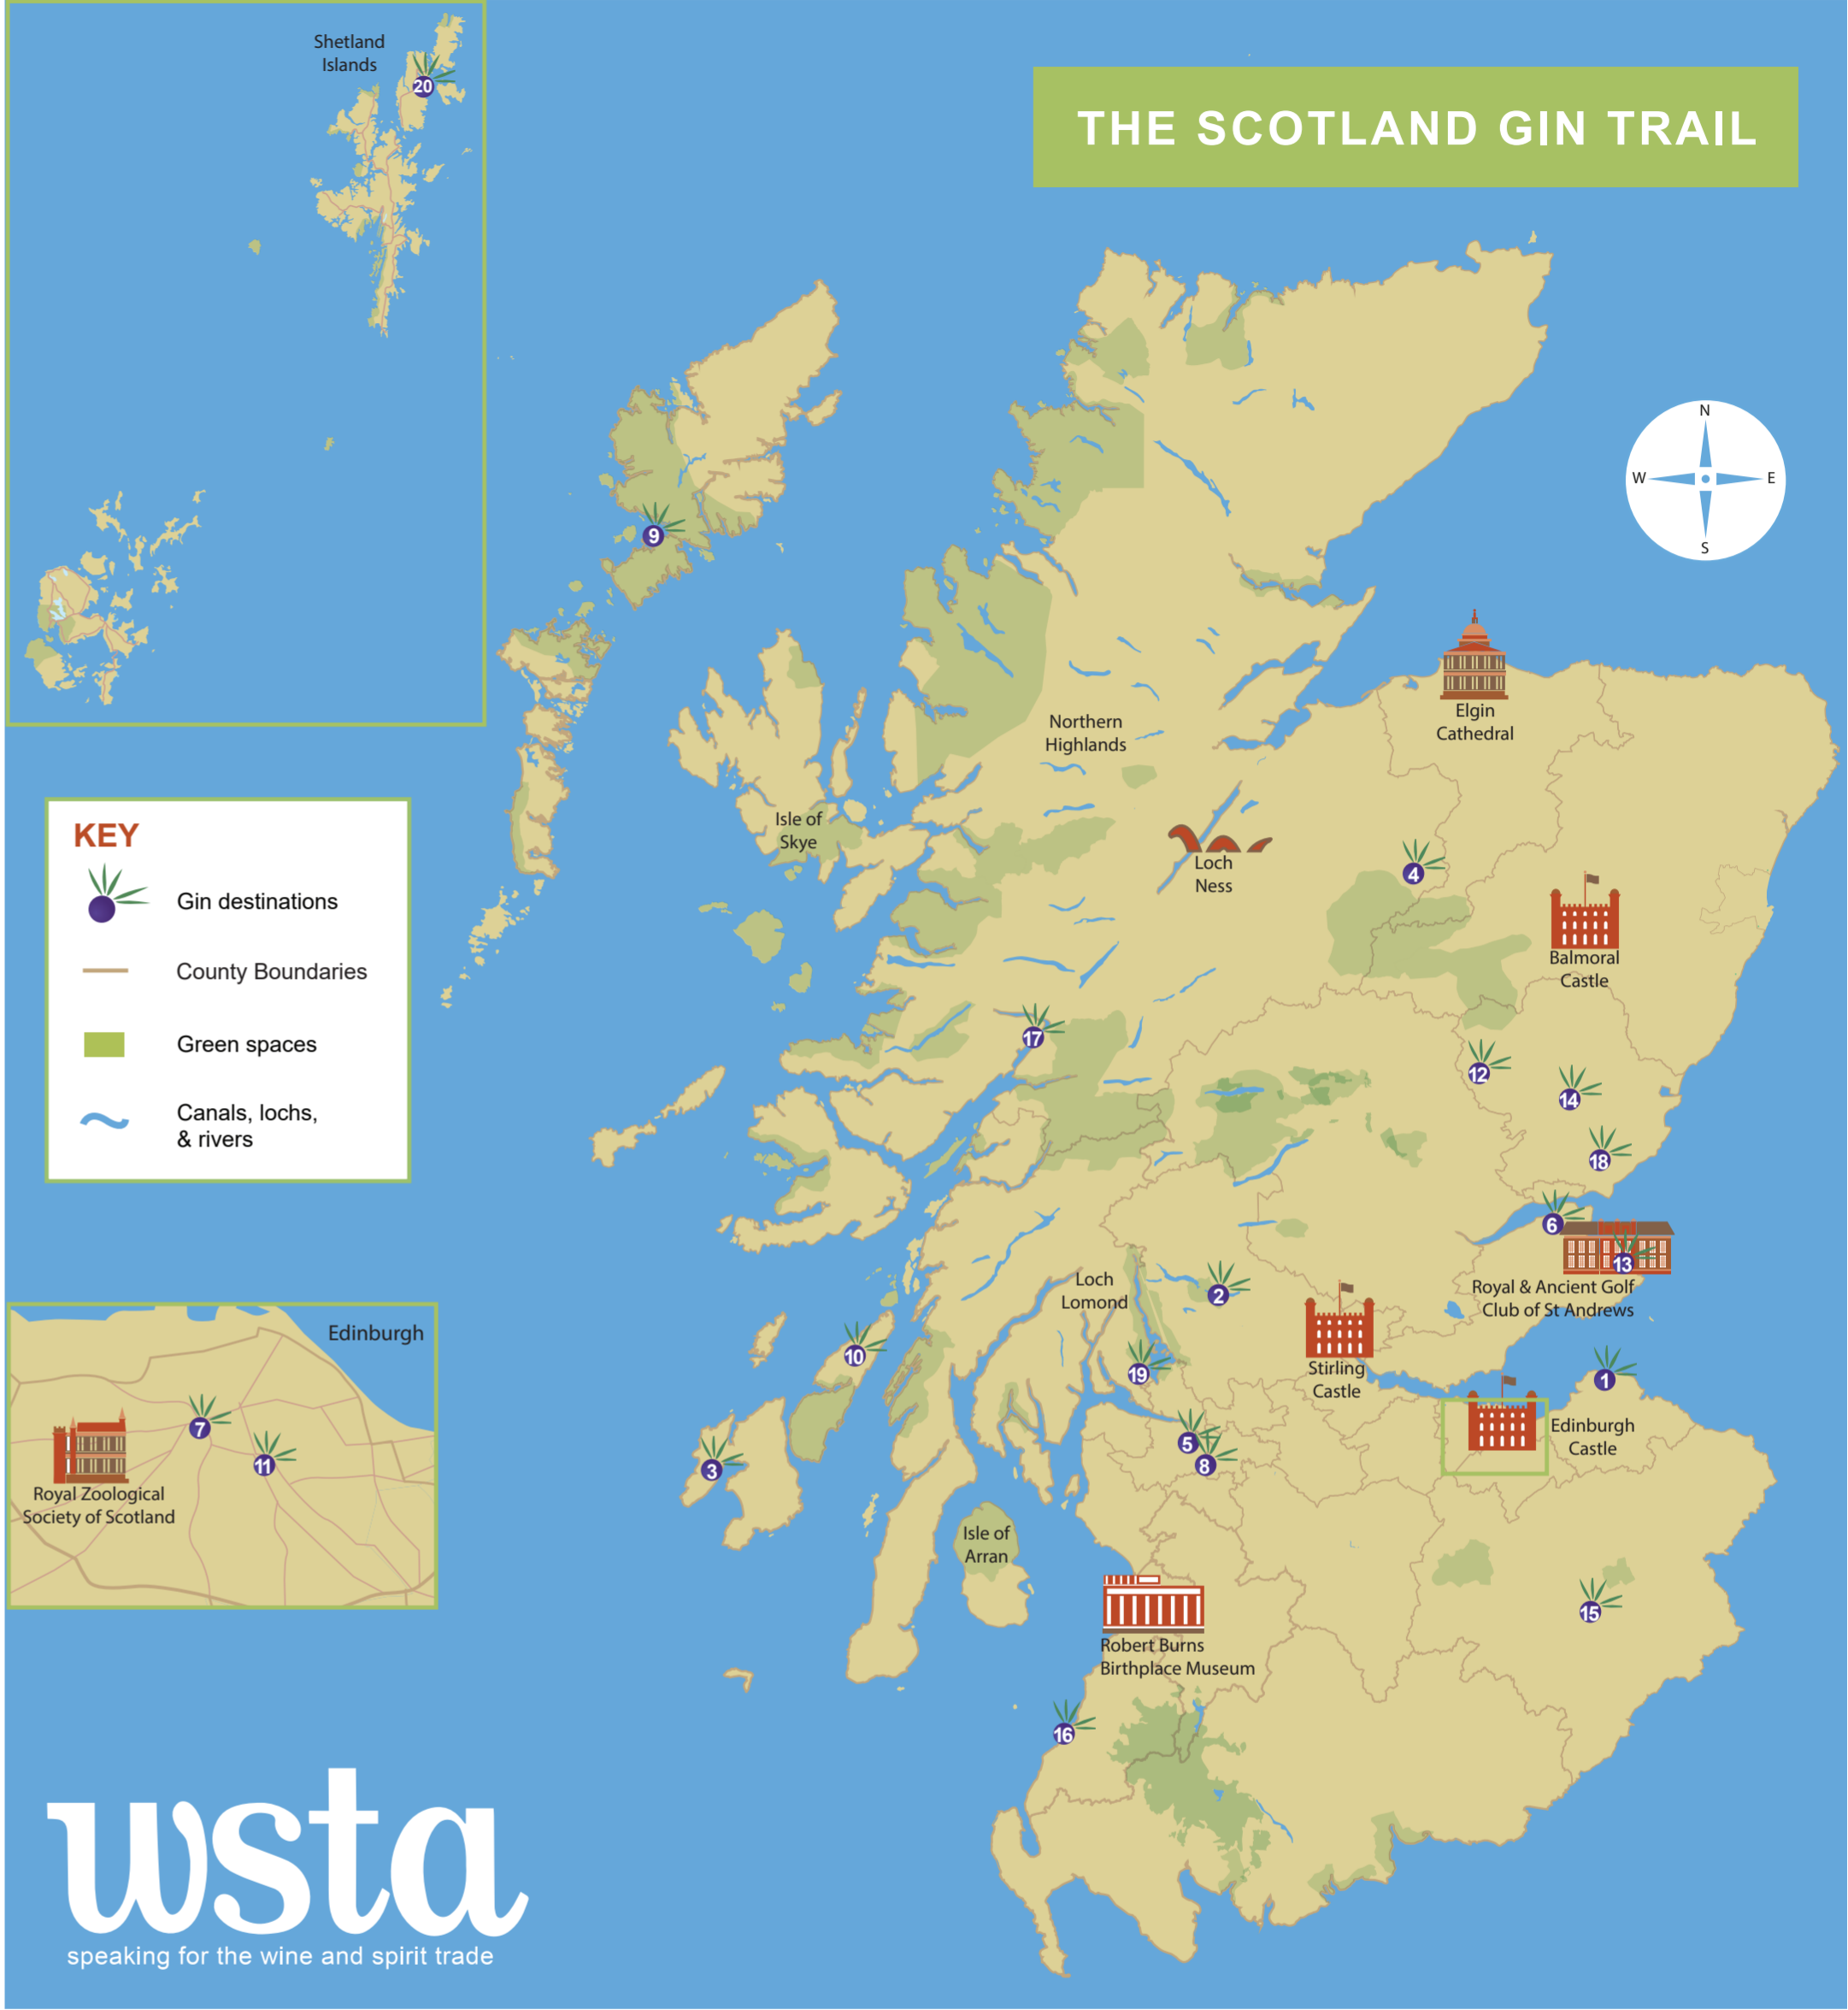 THE SCOTLAND GIN TRAIL
Shetland
Islands
20
N
W
E
S
9
Elgin
Cathedral
Northern
Highlands
Isle of
Skye
Loch
Ness
4
Balmoral
Castle
KEY
Gin destinations
County Boundaries
Green spaces
Canals, lochs,
& rivers
17
12
14
18
6
13
Royal & Ancient Golf
Club of St Andrews
Loch
Lomond
2
10
19
Stirling
Castle
1
Edinburgh
Castle
5
8
3
Edinburgh
7
11
Royal Zoological
Society of Scotland
Isle of
Arran
15
Robert Burns
Birthplace Museum
16
wsta
speaking for the wine and spirit trade